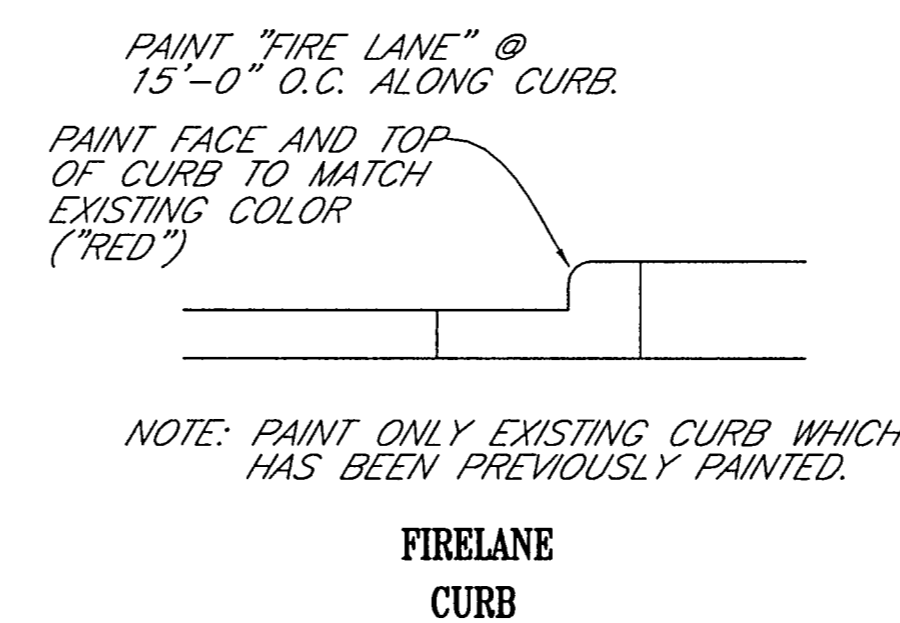 PAINT "FIRE LANE" @
15'-0" O.C. ALONG CURB.
PAINT FACE AND TOP
OF CURB TO MATCH
EXISTING COLOR
("RED")
NOTE: PAINT ONLY EXISTING CURB WHICH
HAS BEEN PREVIOUSLY PAINTED.
FIRELANE
CURB